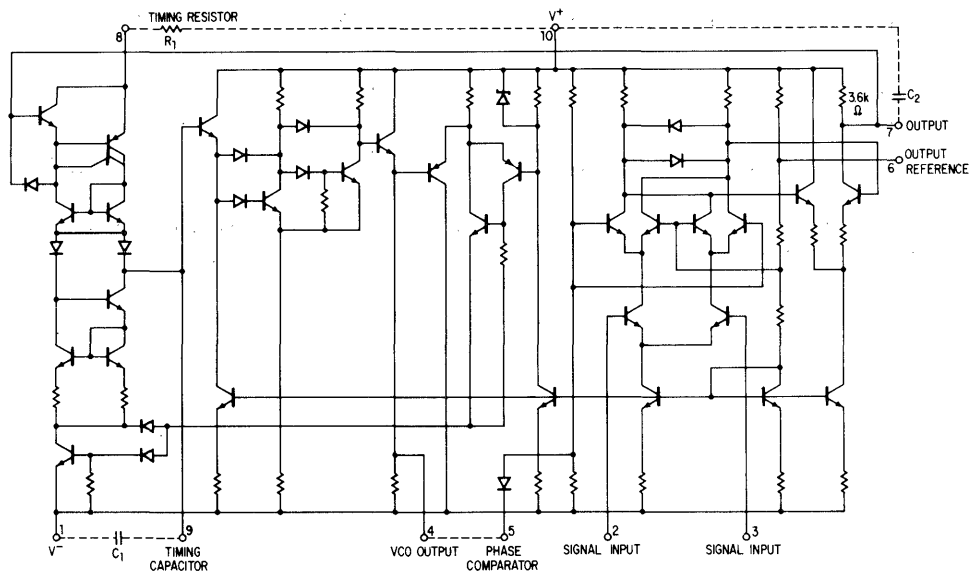 TIMING RESISTOR
V+
8
R1
10
3.6k
Ω
C2
7
OUTPUT
6
OUTPUT
REFERENCE
1
9
4
5
2
3
V−
C1
TIMING
CAPACITOR
VCO OUTPUT
PHASE
COMPARATOR
SIGNAL INPUT
SIGNAL INPUT